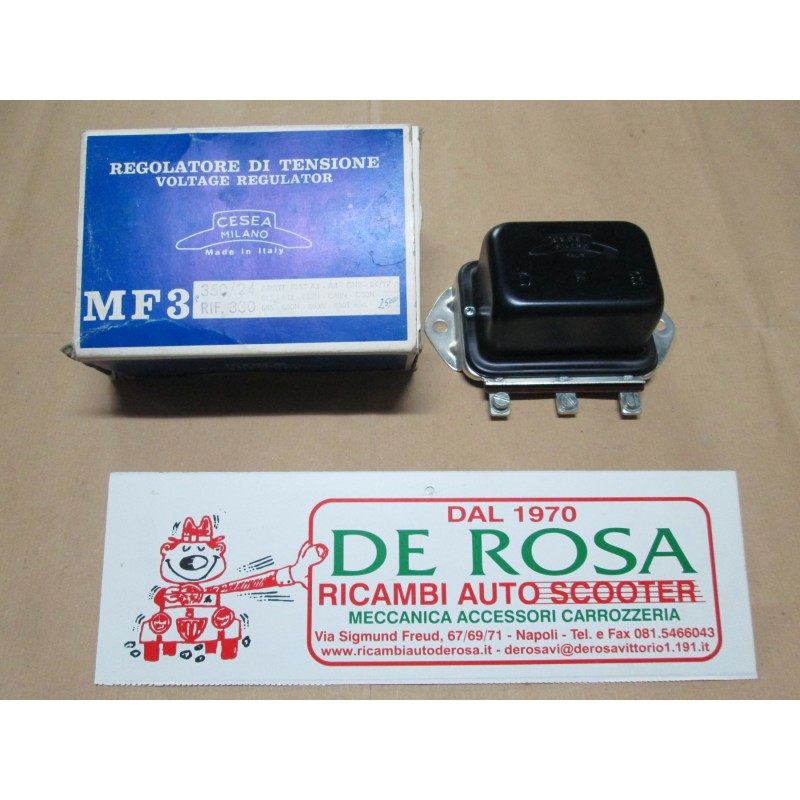 REGOLATORE DI TENSIONE
VOLTAGE REGULATOR
CESEA
MILANO
Made in Italy
MF3
350/24
RIF. 330
CESEA
MILANO
D F B
DAL 1970
DE ROSA
RICAMBI AUTO SCOOTER
MECCANICA ACCESSORI CARROZZERIA
Via Sigmund Freud, 67/69/71 - Napoli - Tel. e Fax 081.5466043
www.ricambiautoderosa.it - derosavi@derosavittorio1.191.it